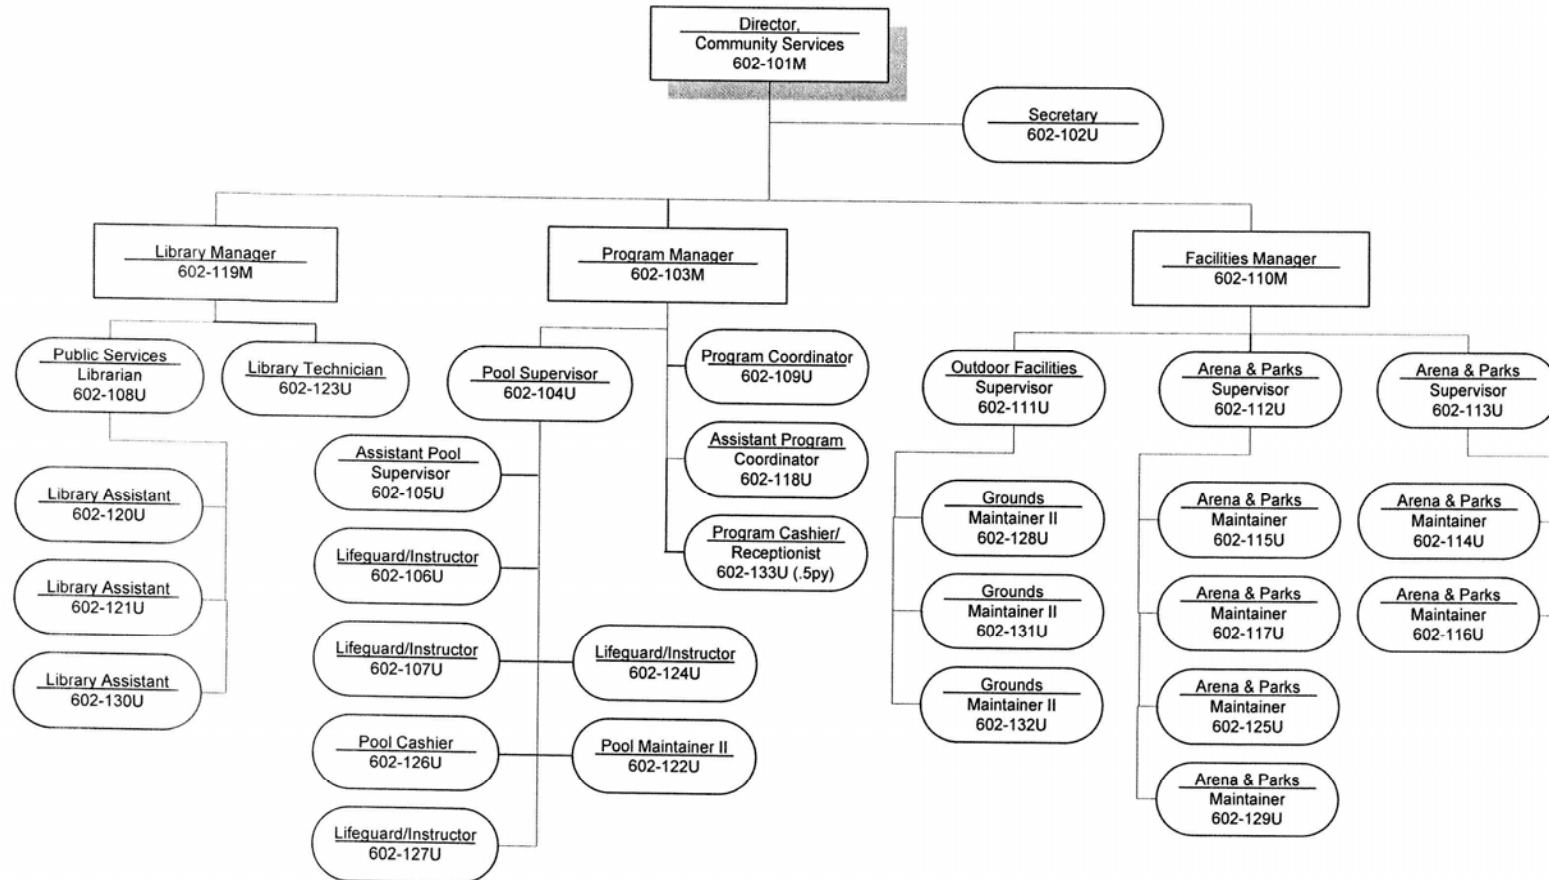 Director,
Community Services
602-101M
Secretary
602-102U
Library Manager
602-119M
Program Manager
602-103M
Facilities Manager
602-110M
Public Services
Librarian
602-108U
Library Technician
602-123U
Library Assistant
602-120U
Library Assistant
602-121U
Library Assistant
602-130U
Pool Supervisor
602-104U
Assistant Pool
Supervisor
602-105U
Lifeguard/Instructor
602-106U
Lifeguard/Instructor
602-107U
Lifeguard/Instructor
602-124U
Pool Cashier
602-126U
Pool Maintainer II
602-122U
Lifeguard/Instructor
602-127U
Program Coordinator
602-109U
Assistant Program
Coordinator
602-118U
Program Cashier/
Receptionist
602-133U (.5py)
Outdoor Facilities
Supervisor
602-111U
Grounds
Maintainer II
602-128U
Grounds
Maintainer II
602-131U
Grounds
Maintainer II
602-132U
Arena & Parks
Supervisor
602-112U
Arena & Parks
Maintainer
602-115U
Arena & Parks
Maintainer
602-117U
Arena & Parks
Maintainer
602-125U
Arena & Parks
Maintainer
602-129U
Arena & Parks
Supervisor
602-113U
Arena & Parks
Maintainer
602-114U
Arena & Parks
Maintainer
602-116U